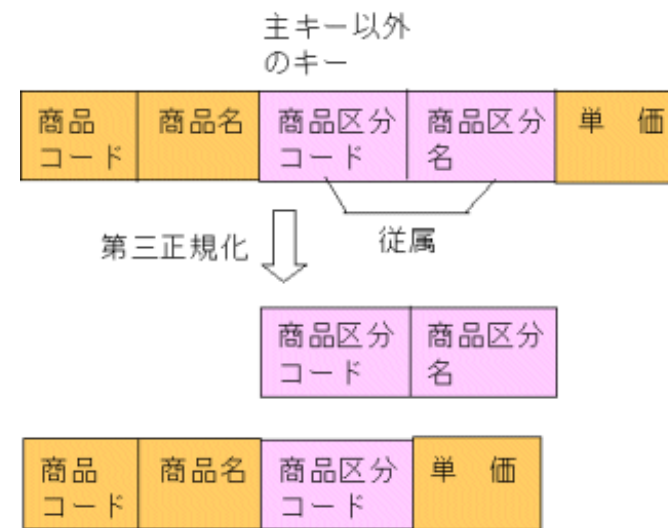 主キー以外
のキー
商品
コード
商品名
商品区分
コード
商品区分
名
単　価
第三正規化
従属
商品区分
コード
商品区分
名
商品
コード
商品名
商品区分
コード
単　価